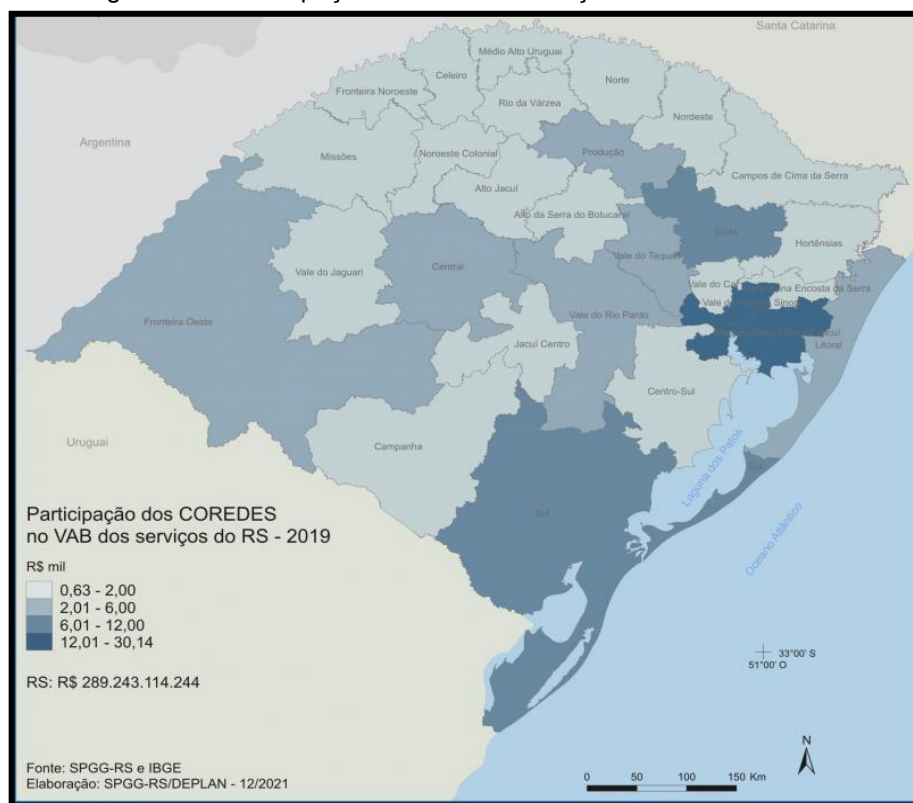 Santa Catarina
Médio Alto Uruguai
Celeiro
Norte
Fronteira Noroeste
Rio da Várzea
Nordeste
Argentina
Produção
Missões
Noroeste Colonial
Campos de Cima da Serra
Alto Jacuí
Alto da Serra do Botucaraí
Serra
Hortênsias
Vale do Taquari
Vale do Jaguari
Central
Encosta da Serra
Fronteira Oeste
Vale do Rio Pardo
Litoral
Jacuí Centro
Centro-Sul
Campanha
Uruguai
Laguna dos Patos
Sul
Oceano Atlântico
Participação dos COREDES
no VAB dos serviços do RS - 2019
R$ mil
0,63 - 2,00
2,01 - 6,00
6,01 - 12,00
12,01 - 30,14
33°00' S
51°00' O
RS: R$ 289.243.114.244
N
Fonte: SPGG-RS e IBGE
Elaboração: SPGG-RS/DEPLAN - 12/2021
0 50 100 150 Km